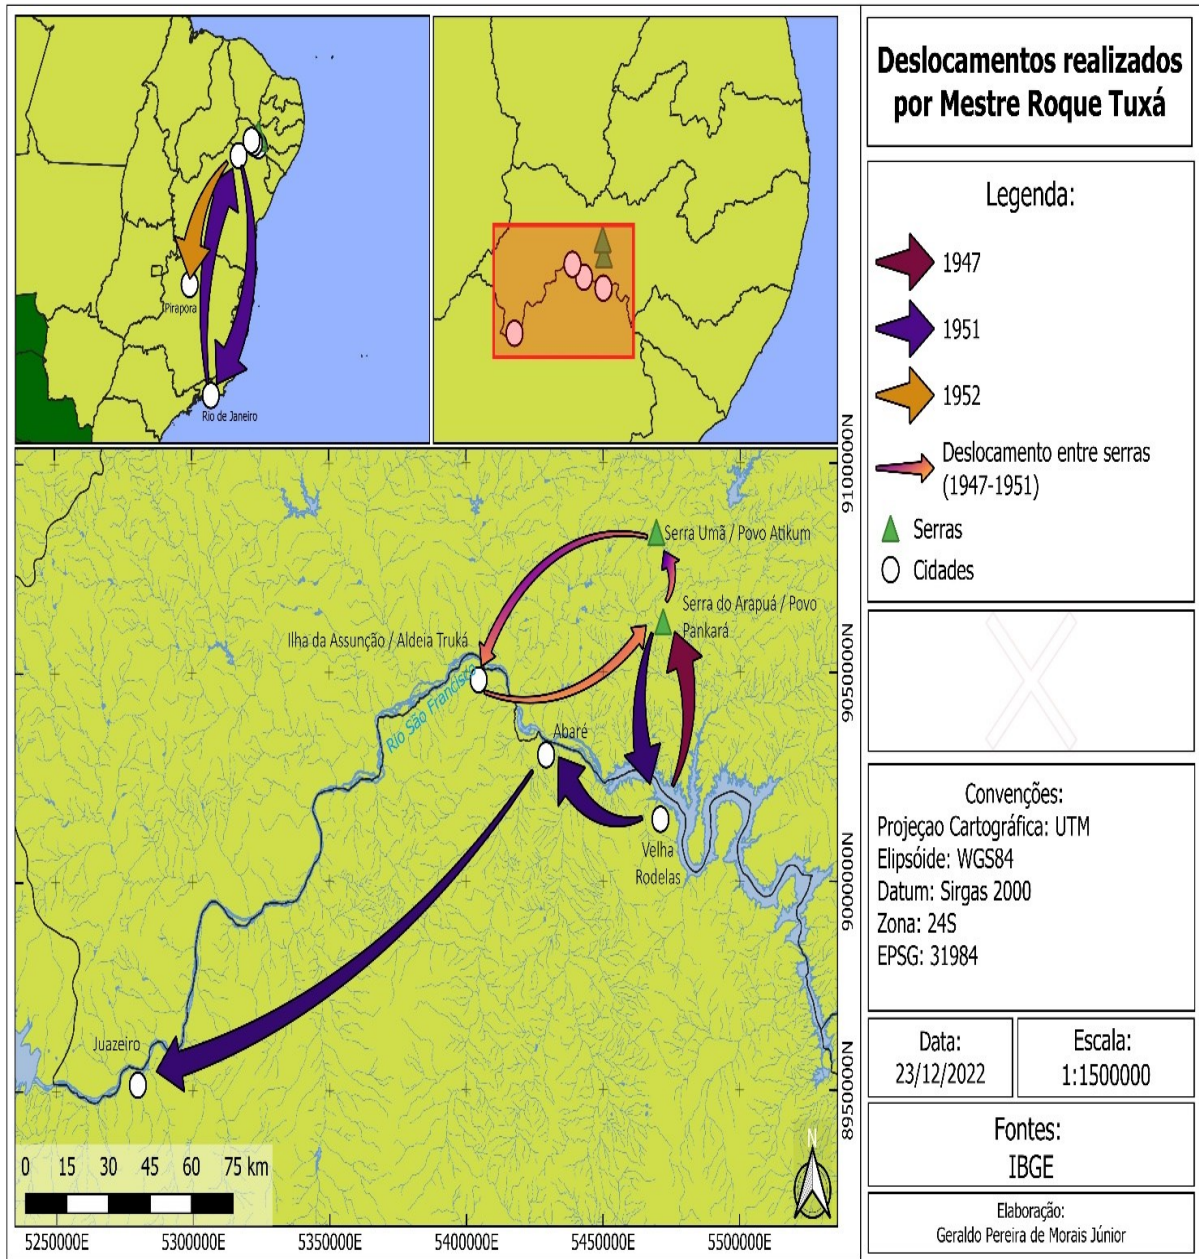 Deslocamentos realizados
por Mestre Roque Tuxá
Legenda:
1947
1951
1952
Deslocamento entre serras
(1947-1951)
Serras
Cidades
Convenções:
Projeçao Cartográfica: UTM
Elipsóide: WGS84
Datum: Sirgas 2000
Zona: 24S
EPSG: 31984
Data:
23/12/2022
Escala:
1:1500000
Fontes:
IBGE
Elaboração:
Geraldo Pereira de Morais Júnior
Pirapora
Rio de Janeiro
Serra Umã / Povo Atikum
Serra do Arapuá / Povo
Pankará
Ilha da Assunção / Aldeia Truká
Rio São Francisco
Abaré
Velha
Rodelas
Juazeiro
N
0 15 30 45 60 75 km
5250000E 5300000E 5350000E 5400000E 5450000E 5500000E
9100000N
9050000N
9000000N
8950000N